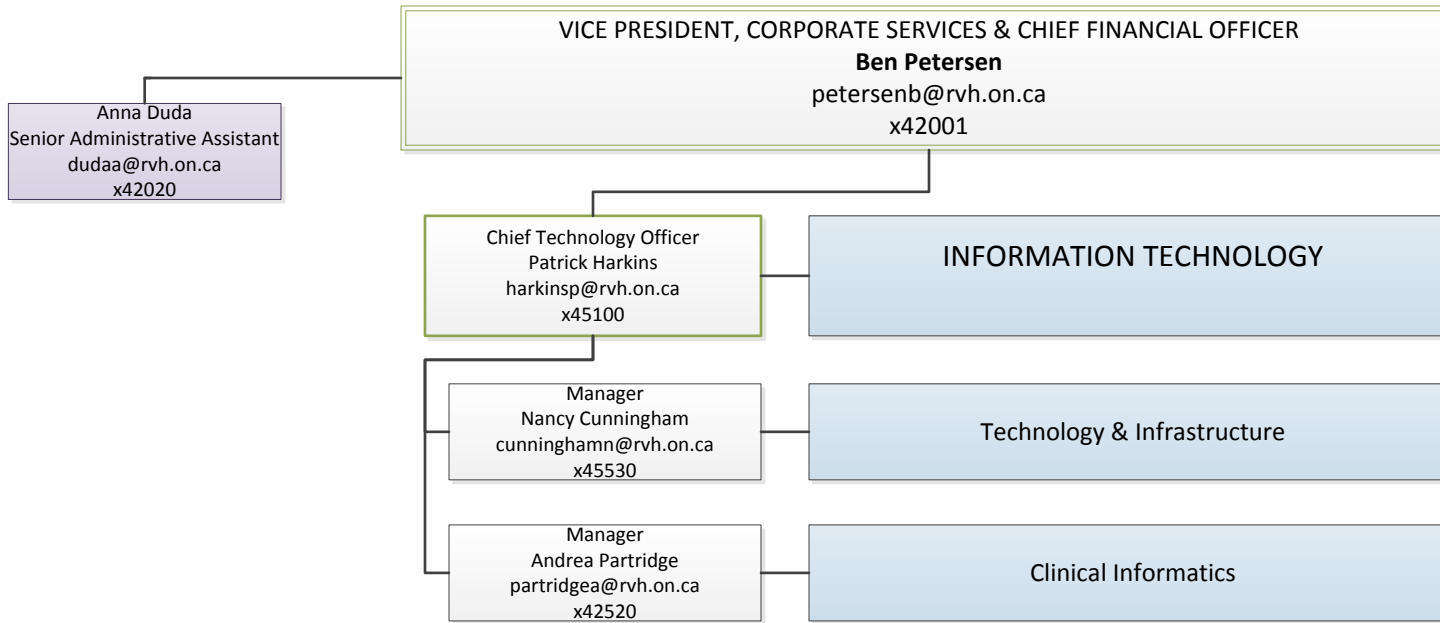 VICE PRESIDENT, CORPORATE SERVICES & CHIEF FINANCIAL OFFICER
Ben Petersen
petersenb@rvh.on.ca
x42001
Anna Duda
Senior Administrative Assistant
dudaa@rvh.on.ca
x42020
Chief Technology Officer
Patrick Harkins
harkinsp@rvh.on.ca
x45100
INFORMATION TECHNOLOGY
Manager
Nancy Cunningham
cunninghamn@rvh.on.ca
x45530
Technology & Infrastructure
Manager
Andrea Partridge
partridgea@rvh.on.ca
x42520
Clinical Informatics